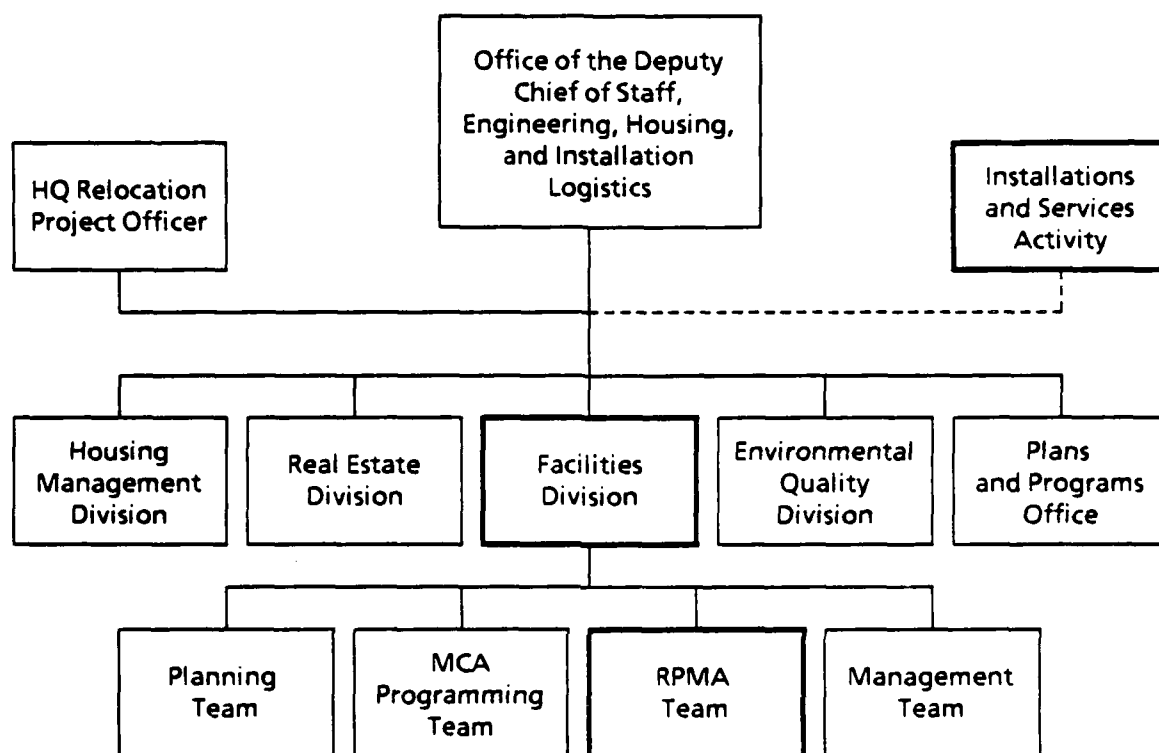 Office of the Deputy
Chief of Staff,
Engineering, Housing,
and Installation
Logistics
HQ Relocation
Project Officer
Installations
and Services
Activity
Housing
Management
Division
Real Estate
Division
Facilities
Division
Environmental
Quality
Division
Plans
and Programs
Office
Planning
Team
MCA
Programming
Team
RPMA
Team
Management
Team